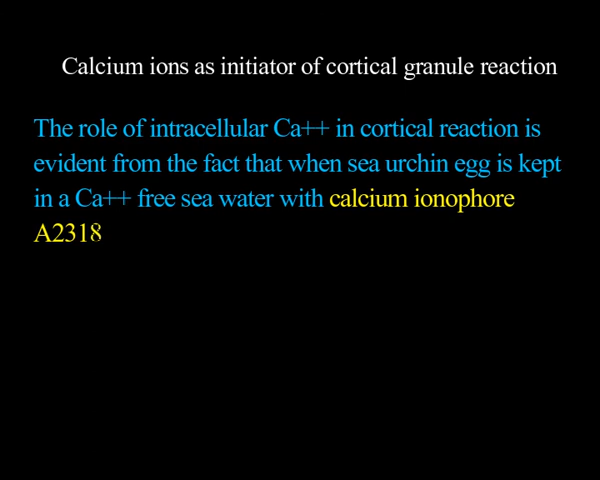 Calcium ions as initiator of cortical granule reaction
The role of intracellular Ca++ in cortical reaction is
evident from the fact that when sea urchin egg is kept
in a Ca++ free sea water with calcium ionophore
A2318